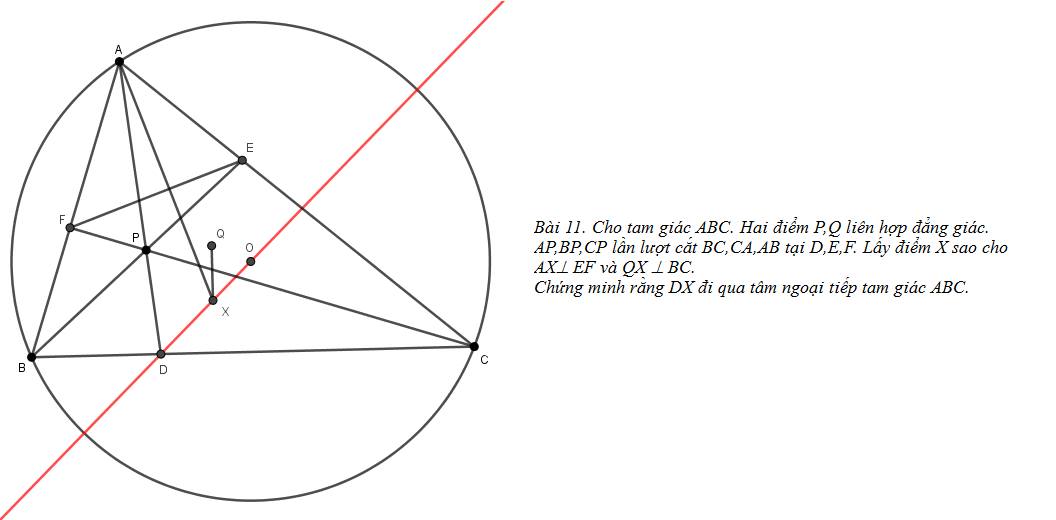 A
E
F
P
Q
O
X
B
D
C
Bài 11. Cho tam giác ABC. Hai điểm P,Q liên hợp đẳng giác.
AP,BP,CP lần lượt cắt BC,CA,AB tại D,E,F. Lấy điểm X sao cho
AX⊥ EF và QX ⊥ BC.
Chứng minh rằng DX đi qua tâm ngoại tiếp tam giác ABC.